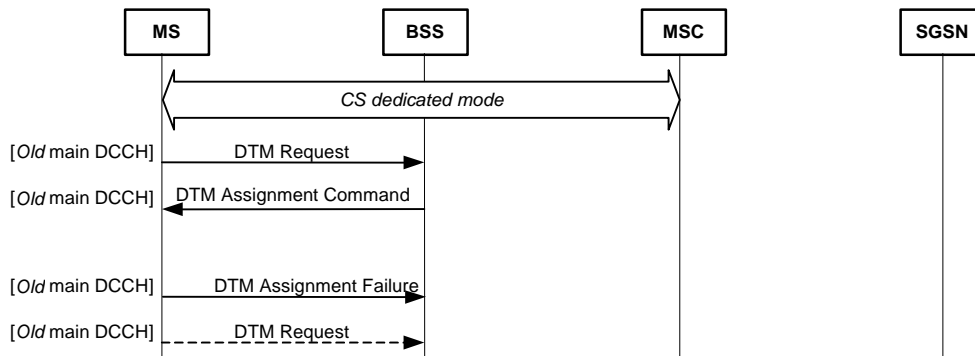 MS BSS MSC SGSN
CS dedicated mode
[Old main DCCH] DTM Request
[Old main DCCH] DTM Assignment Command
[Old main DCCH] DTM Assignment Failure
[Old main DCCH] DTM Request